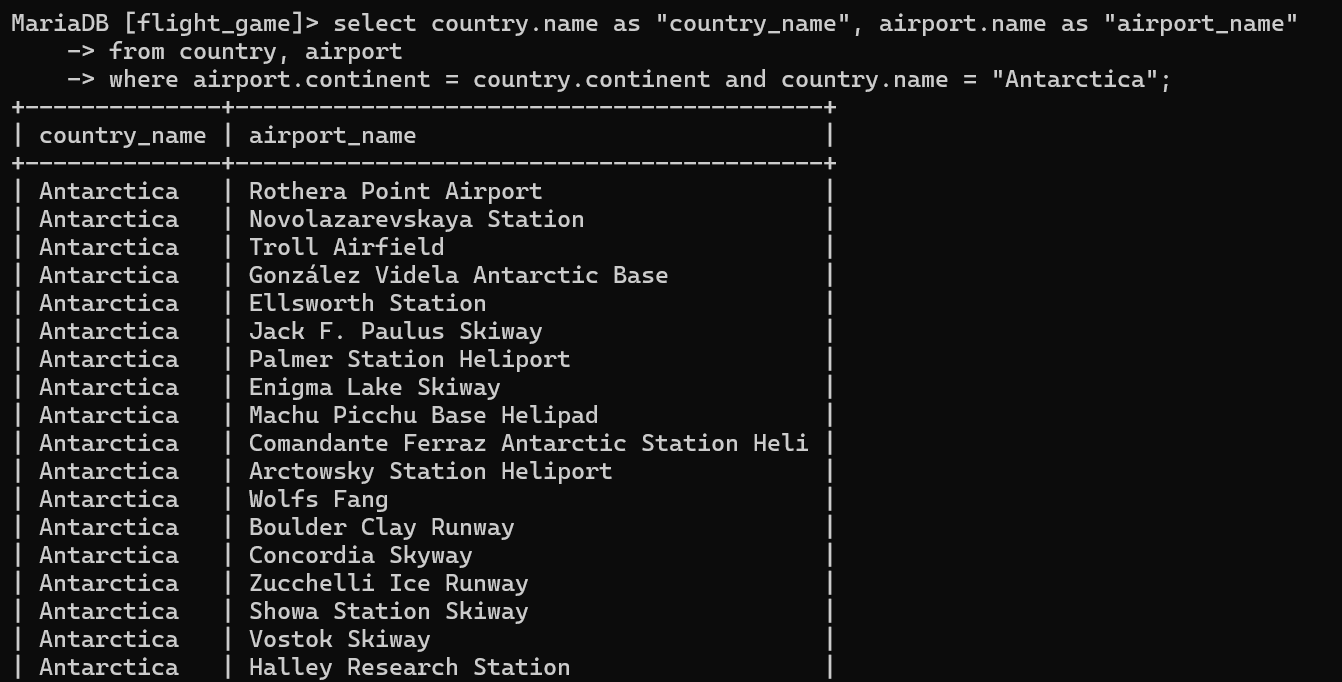 MariaDB [flight_game]> select country.name as "country_name", airport.name as "airport_name"
    -> from country, airport
    -> where airport.continent = country.continent and country.name = "Antarctica";
+--------------+------------------------------------------+
| country_name | airport_name                             |
+--------------+------------------------------------------+
| Antarctica   | Rothera Point Airport                    |
| Antarctica   | Novolazarevskaya Station                 |
| Antarctica   | Troll Airfield                           |
| Antarctica   | González Videla Antarctic Base           |
| Antarctica   | Ellsworth Station                        |
| Antarctica   | Jack F. Paulus Skiway                    |
| Antarctica   | Palmer Station Heliport                  |
| Antarctica   | Enigma Lake Skiway                       |
| Antarctica   | Machu Picchu Base Helipad                |
| Antarctica   | Comandante Ferraz Antarctic Station Heli |
| Antarctica   | Arctowsky Station Heliport               |
| Antarctica   | Wolfs Fang                               |
| Antarctica   | Boulder Clay Runway                      |
| Antarctica   | Concordia Skyway                         |
| Antarctica   | Zucchelli Ice Runway                     |
| Antarctica   | Showa Station Skiway                     |
| Antarctica   | Vostok Skiway                            |
| Antarctica   | Halley Research Station                  |